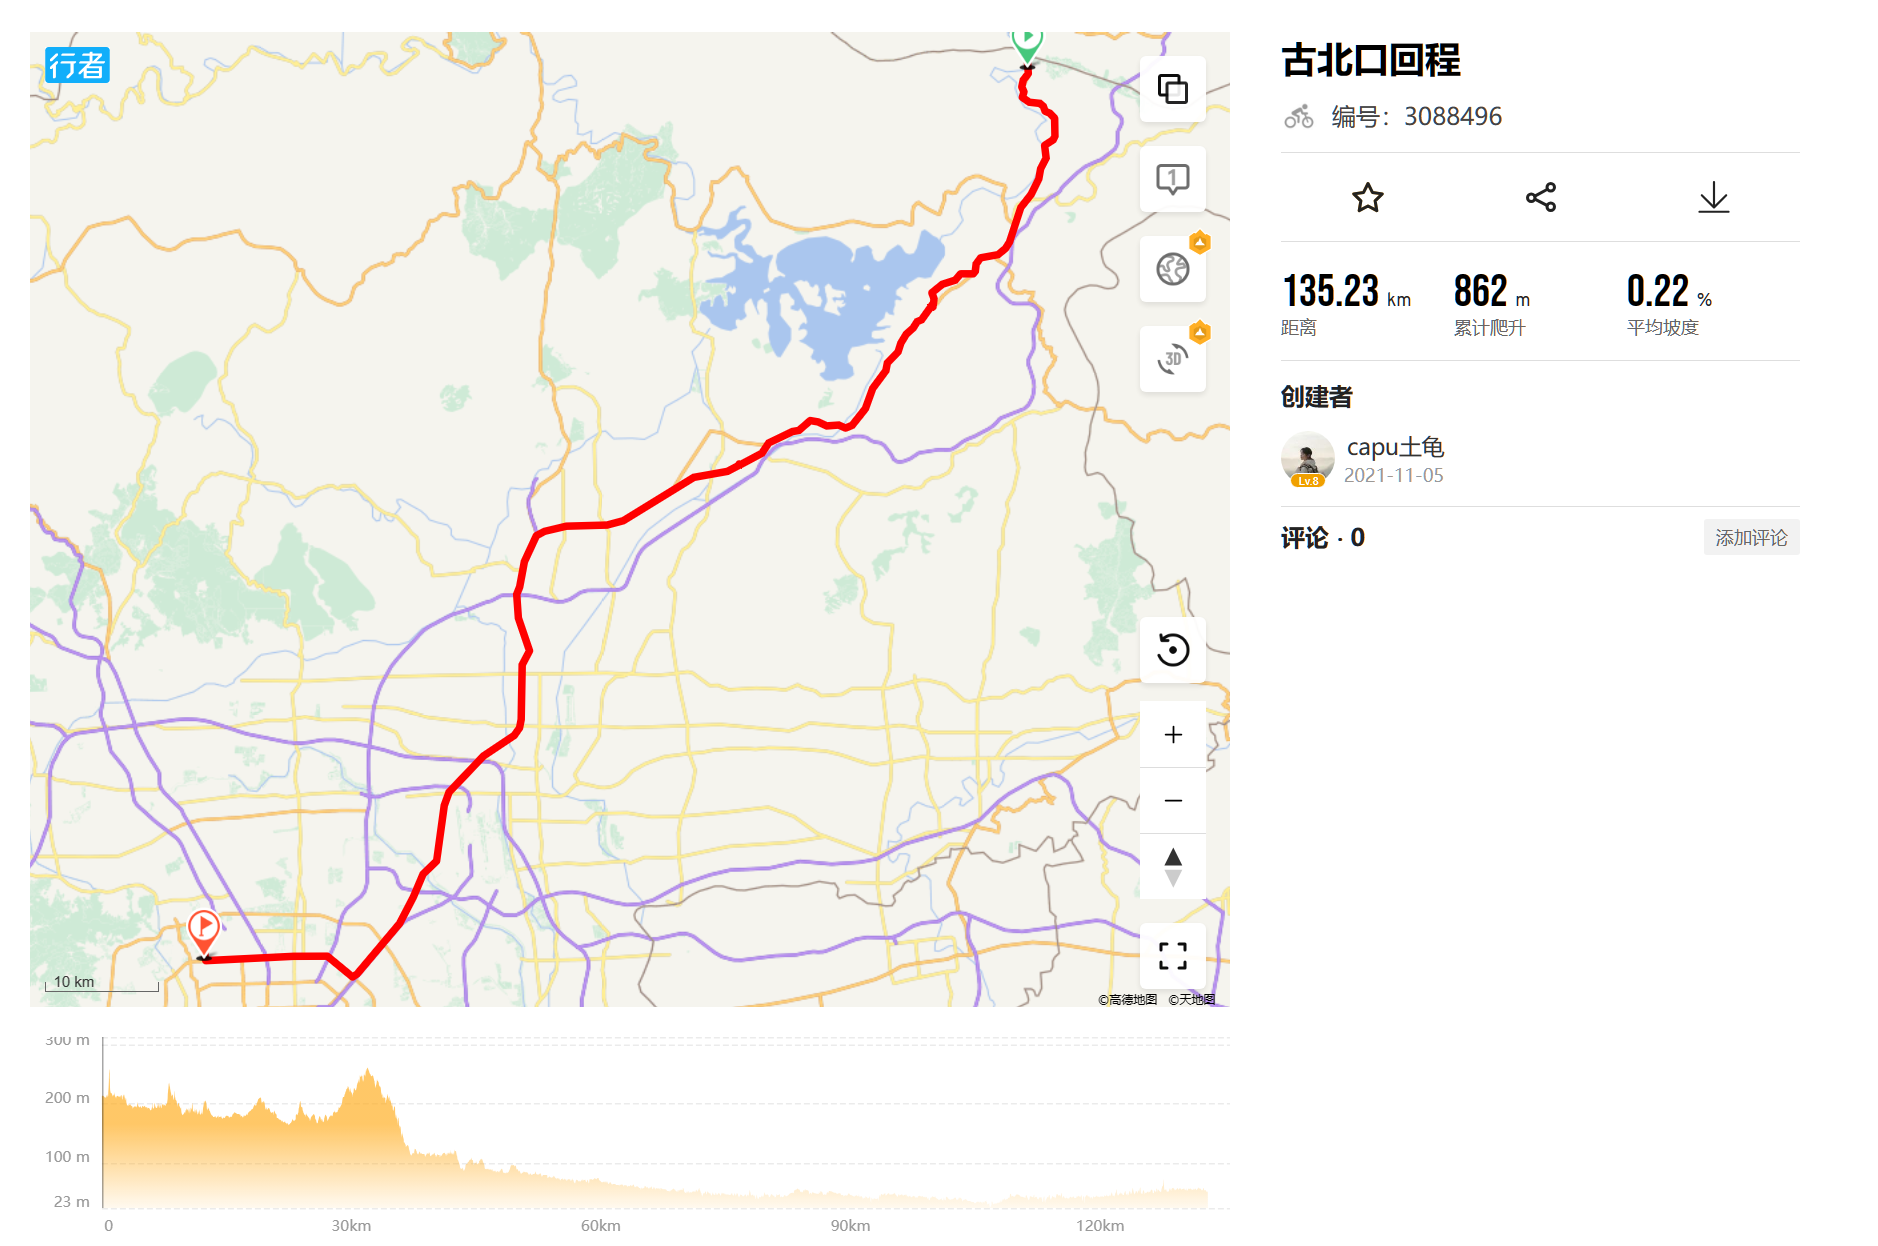 行者
1
3D
10 km
©高德地图 ©天地图
300 m
200 m
100 m
23 m
0 30km 60km 90km 120km
古北口回程
编号：3088496
135.23 km
距离
862 m
累计爬升
0.22 %
平均坡度
创建者
capu土龟
Lv.8
2021-11-05
评论 · 0
添加评论